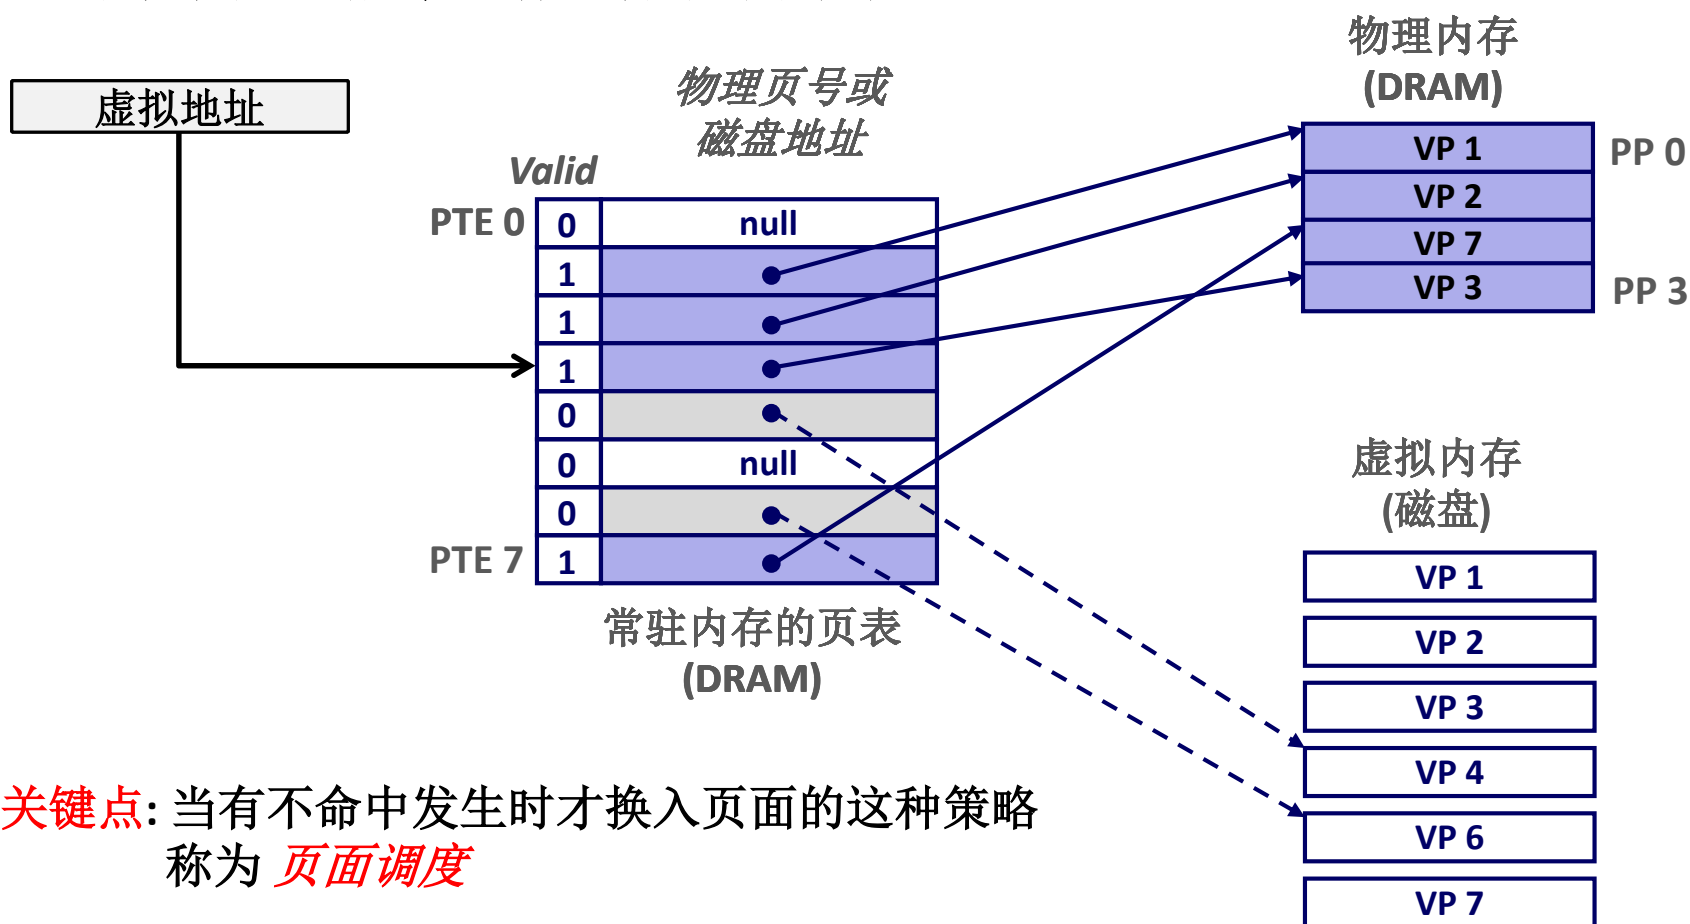 物理内存
(DRAM)
虚拟地址
物理页号或
磁盘地址
Valid
VP 1
PP 0
VP 2
VP 7
VP 3
PP 3
PTE 0
0
null
1
1
1
0
0
null
0
PTE 7
1
常驻内存的页表
(DRAM)
虚拟内存
(磁盘)
VP 1
VP 2
VP 3
VP 4
VP 6
VP 7
关键点: 当有不命中发生时才换入页面的这种策略
称为 页面调度